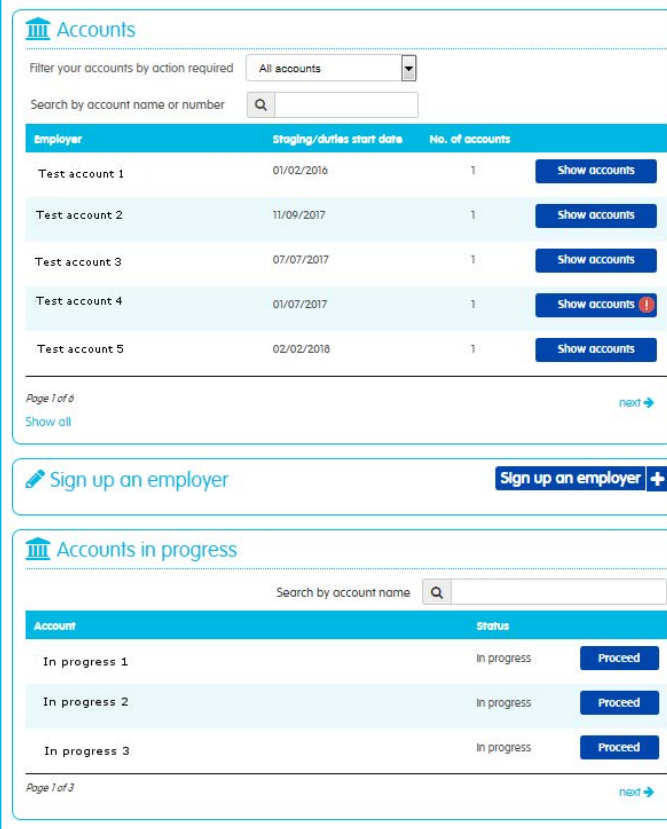 Accounts
Filter your accounts by action required All accounts
Search by account name or number
Employer Staging/duties start date No. of accounts
Test account 1 01/02/2016 1 Show accounts
Test account 2 11/09/2017 1 Show accounts
Test account 3 07/07/2017 1 Show accounts
Test account 4 01/07/2017 1 Show accounts !
Test account 5 02/02/2018 1 Show accounts
Page 1 of 6 next
Show all
Sign up an employer Sign up an employer +
Accounts in progress
Search by account name
Account Status
In progress 1 In progress Proceed
In progress 2 In progress Proceed
In progress 3 In progress Proceed
Page 1 of 3 next